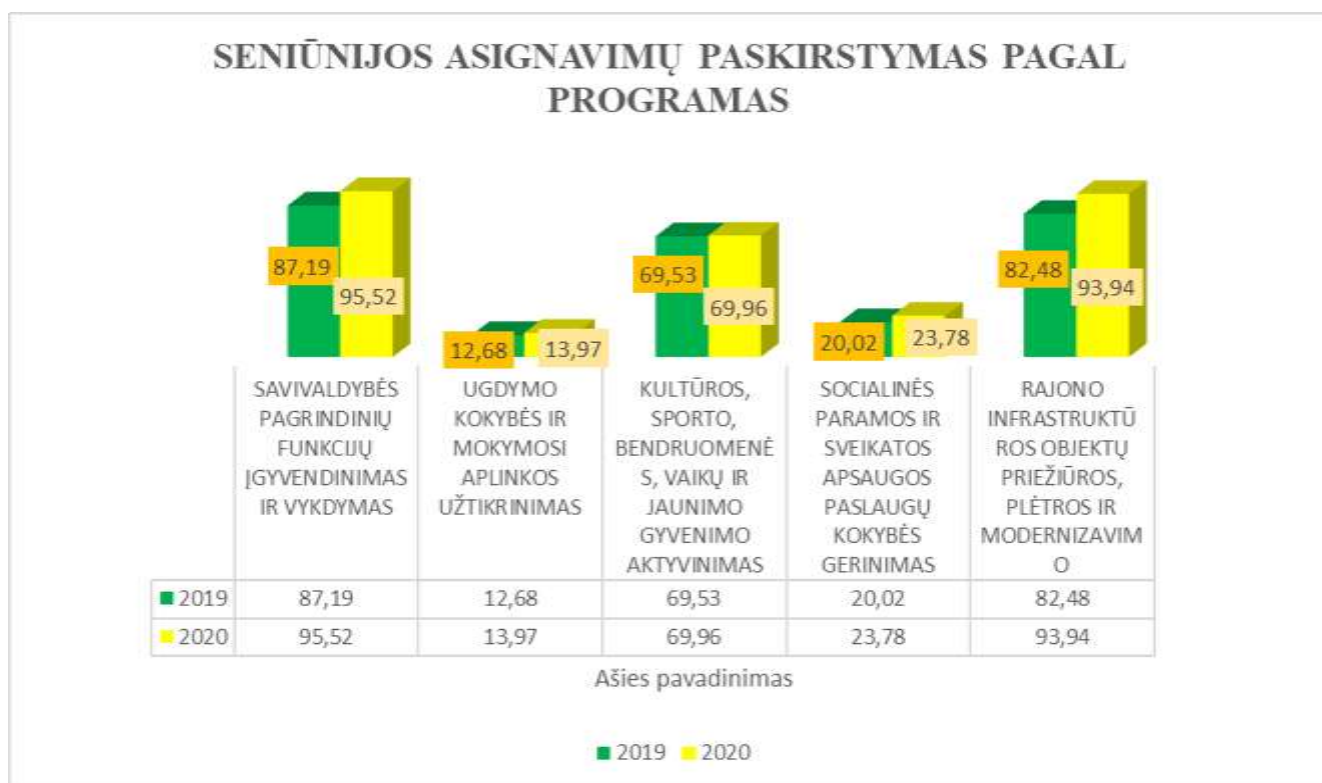 SENIŪNIJOS ASIGNAVIMŲ PASKIRSTYMAS PAGAL
PROGRAMAS
87,19
95,52
12,68
13,97
69,53
69,96
20,02
23,78
82,48
93,94
SAVIVALDYBĖS
PAGRINDINIŲ
FUNKCIJŲ
ĮGYVENDINIMAS
IR VYKDYMAS
UGDYMO
KOKYBĖS IR
MOKYMOSI
APLINKOS
UŽTIKRINIMAS
KULTŪROS,
SPORTO,
BENDRUOMENĖ
S, VAIKŲ IR
JAUNIMO
GYVENIMO
AKTYVINIMAS
SOCIALINĖS
PARAMOS IR
SVEIKATOS
APSAUGOS
PASLAUGŲ
KOKYBĖS
GERINIMAS
RAJONO
INFRASTRUKTŪ
ROS OBJEKTŲ
PRIEŽIŪROS,
PLĖTROS IR
MODERNIZAVIM
O
2019 87,19 12,68 69,53 20,02 82,48
2020 95,52 13,97 69,96 23,78 93,94
Ašies pavadinimas
2019 2020